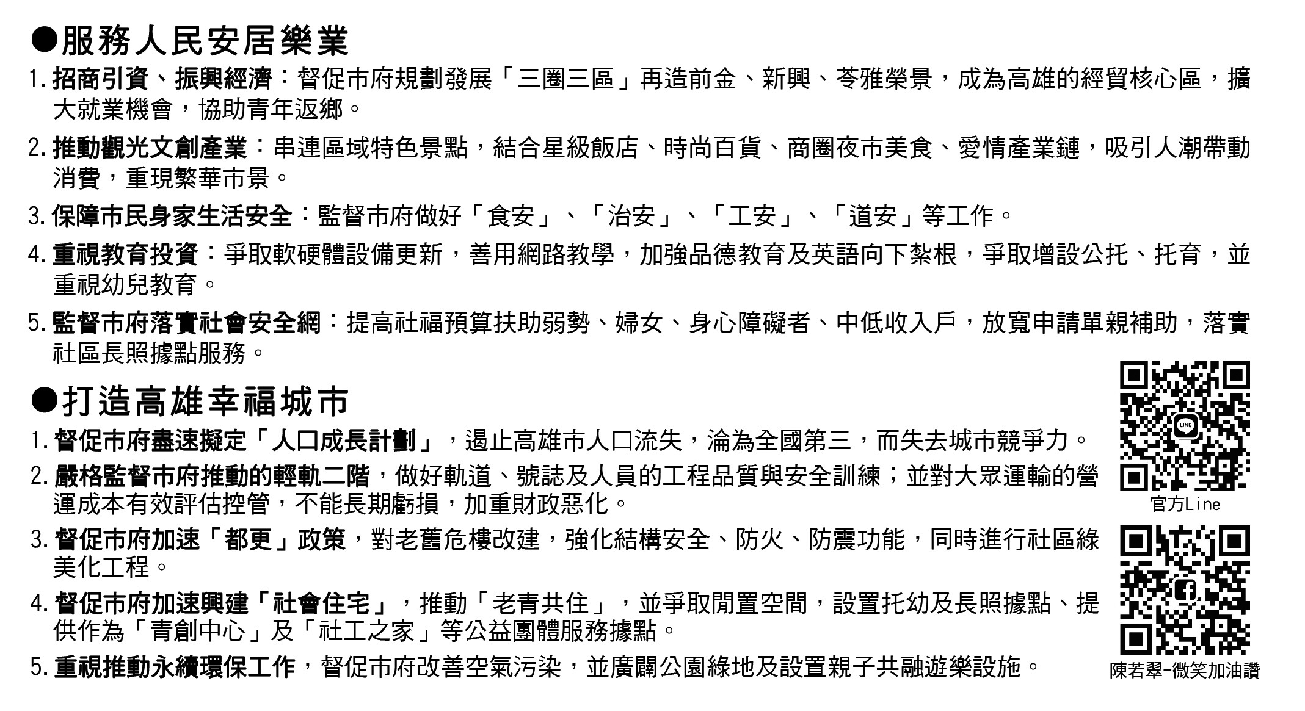 ●服務人民安居樂業
1. 招商引資、振興經濟：督促市府規劃發展「三圈三區」再造前金、新興、苓雅榮景，成為高雄的經貿核心區，擴
大就業機會，協助青年返鄉。
2. 推動觀光文創產業：串連區域特色景點，結合星級飯店、時尚百貨、商圈夜市美食、愛情產業鏈，吸引人潮帶動
消費，重現繁華市景。
3. 保障市民身家生活安全：監督市府做好「食安」、「治安」、「工安」、「道安」等工作。
4. 重視教育投資：爭取軟硬體設備更新，善用網路教學，加強品德教育及英語向下紮根，爭取增設公托、托育，並
重視幼兒教育。
5. 監督市府落實社會安全網：提高社福預算扶助弱勢、婦女、身心障礙者、中低收入戶，放寬申請單親補助，落實
社區長照據點服務。
●打造高雄幸福城市
1. 督促市府盡速擬定「人口成長計劃」，遏止高雄市人口流失，淪為全國第三，而失去城市競爭力。
2. 嚴格監督市府推動的輕軌二階，做好軌道、號誌及人員的工程品質與安全訓練；並對大眾運輸的營
運成本有效評估控管，不能長期虧損，加重財政惡化。
3. 督促市府加速「都更」政策，對老舊危樓改建，強化結構安全、防火、防震功能，同時進行社區綠
美化工程。
4. 督促市府加速興建「社會住宅」，推動「老青共住」，並爭取閒置空間，設置托幼及長照據點、提
供作為「青創中心」及「社工之家」等公益團體服務據點。
5. 重視推動永續環保工作，督促市府改善空氣污染，並廣闢公園綠地及設置親子共融遊樂設施。
LINE
官方Line
陳若翠-微笑加油讚